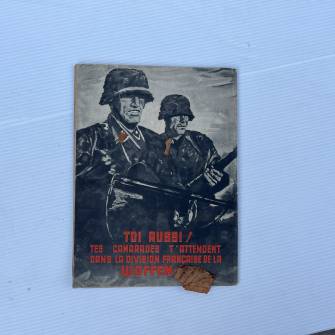 TOI AUSSI!
TES CAMARADES T'ATTENDENT
DANS LA DIVISION FRANÇAISE DE LA
WAFFEN